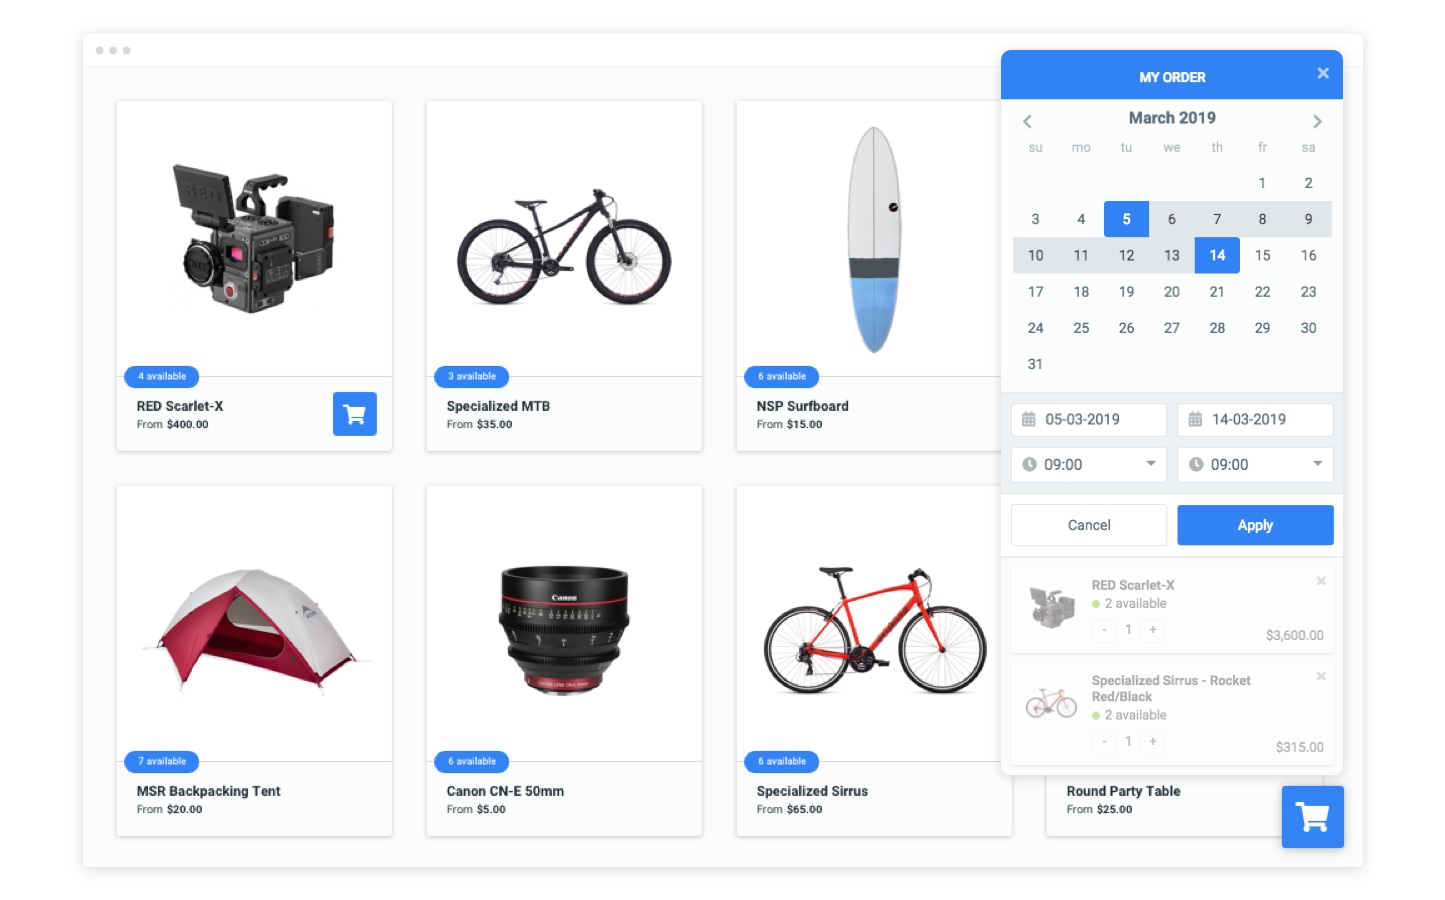 4 available
RED Scarlet-X
From $400.00
3 available
Specialized MTB
From $35.00
6 available
NSP Surfboard
From $15.00
7 available
MSR Backpacking Tent
From $20.00
Canon
6 available
Canon CN-E 50mm
From $5.00
6 available
Specialized Sirrus
From $65.00
Round Party Table
From $25.00
MY ORDER
March 2019
su mo tu we th fr sa
1 2
3 4 5 6 7 8 9
10 11 12 13 14 15 16
17 18 19 20 21 22 23
24 25 26 27 28 29 30
31
05-03-2019 14-03-2019
09:00 09:00
Cancel Apply
RED Scarlet-X
2 available
- 1 +
$3,600.00
Specialized Sirrus - Rocket
Red/Black
2 available
- 1 +
$315.00